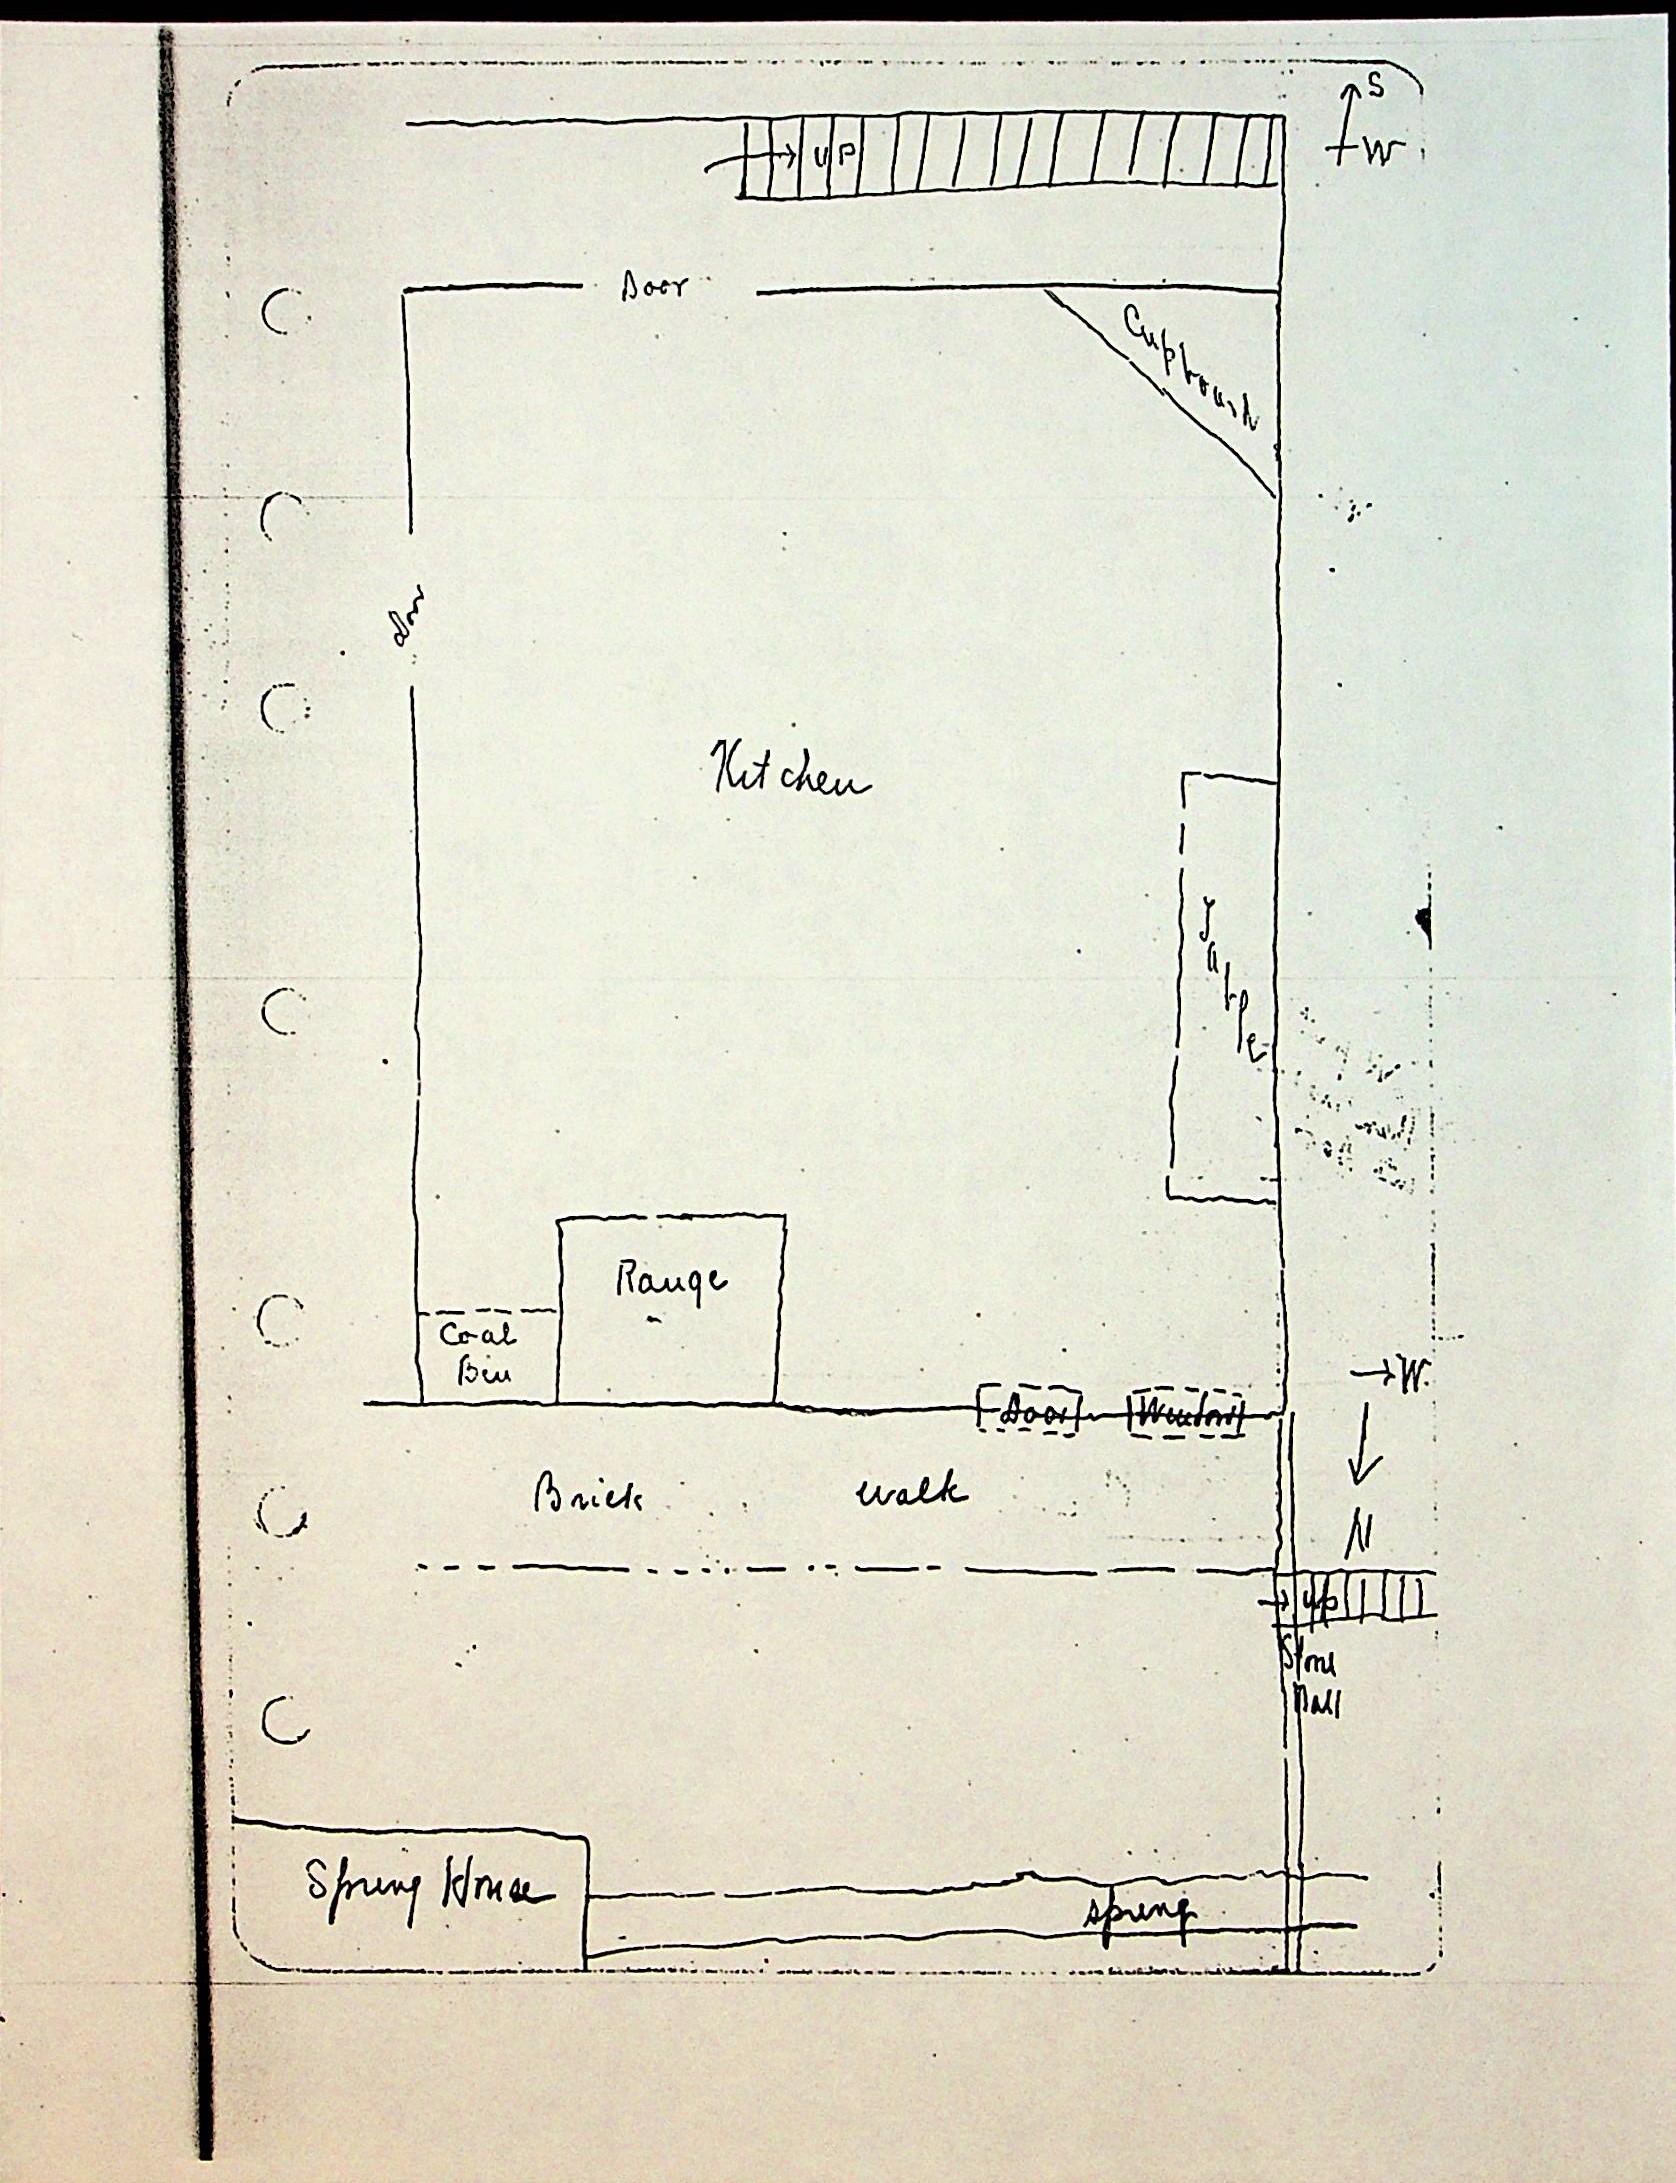 S
W
up
Door
Cupboard
Door
Kitchen
Table
Range
Coal
Bin
→W.
Door
Window
Brick walk
N
up
Stone
Wall
Spring House
spring